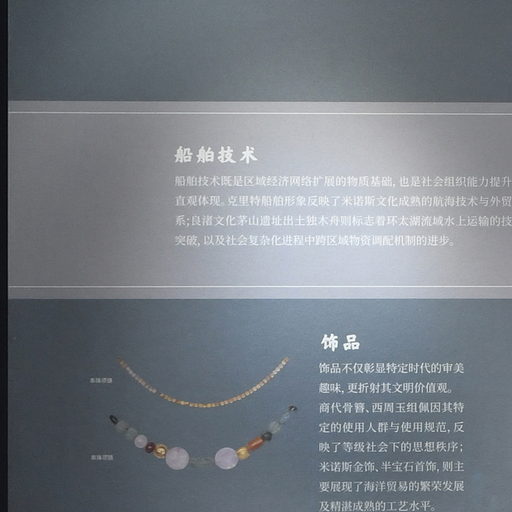 船舶技术
船舶技术既是区域经济网络扩展的物质基础, 也是社会组织能力提升
直观体现。克里特船舶形象反映了米诺斯文化成熟的航海技术与外贸
系;良渚文化茅山遗址出土独木舟则标志着环太湖流域水上运输的技
突破, 以及社会复杂化进程中跨区域物资调配机制的进步。
饰品
饰品不仅彰显特定时代的审美
趣味, 更折射其文明价值观。
商代骨簪、西周玉组佩因其特
定的使用人群与使用规范, 反
映了等级社会下的思想秩序;
米诺斯金饰、半宝石首饰, 则主
要展现了海洋贸易的繁荣发展
及精湛成熟的工艺水平。